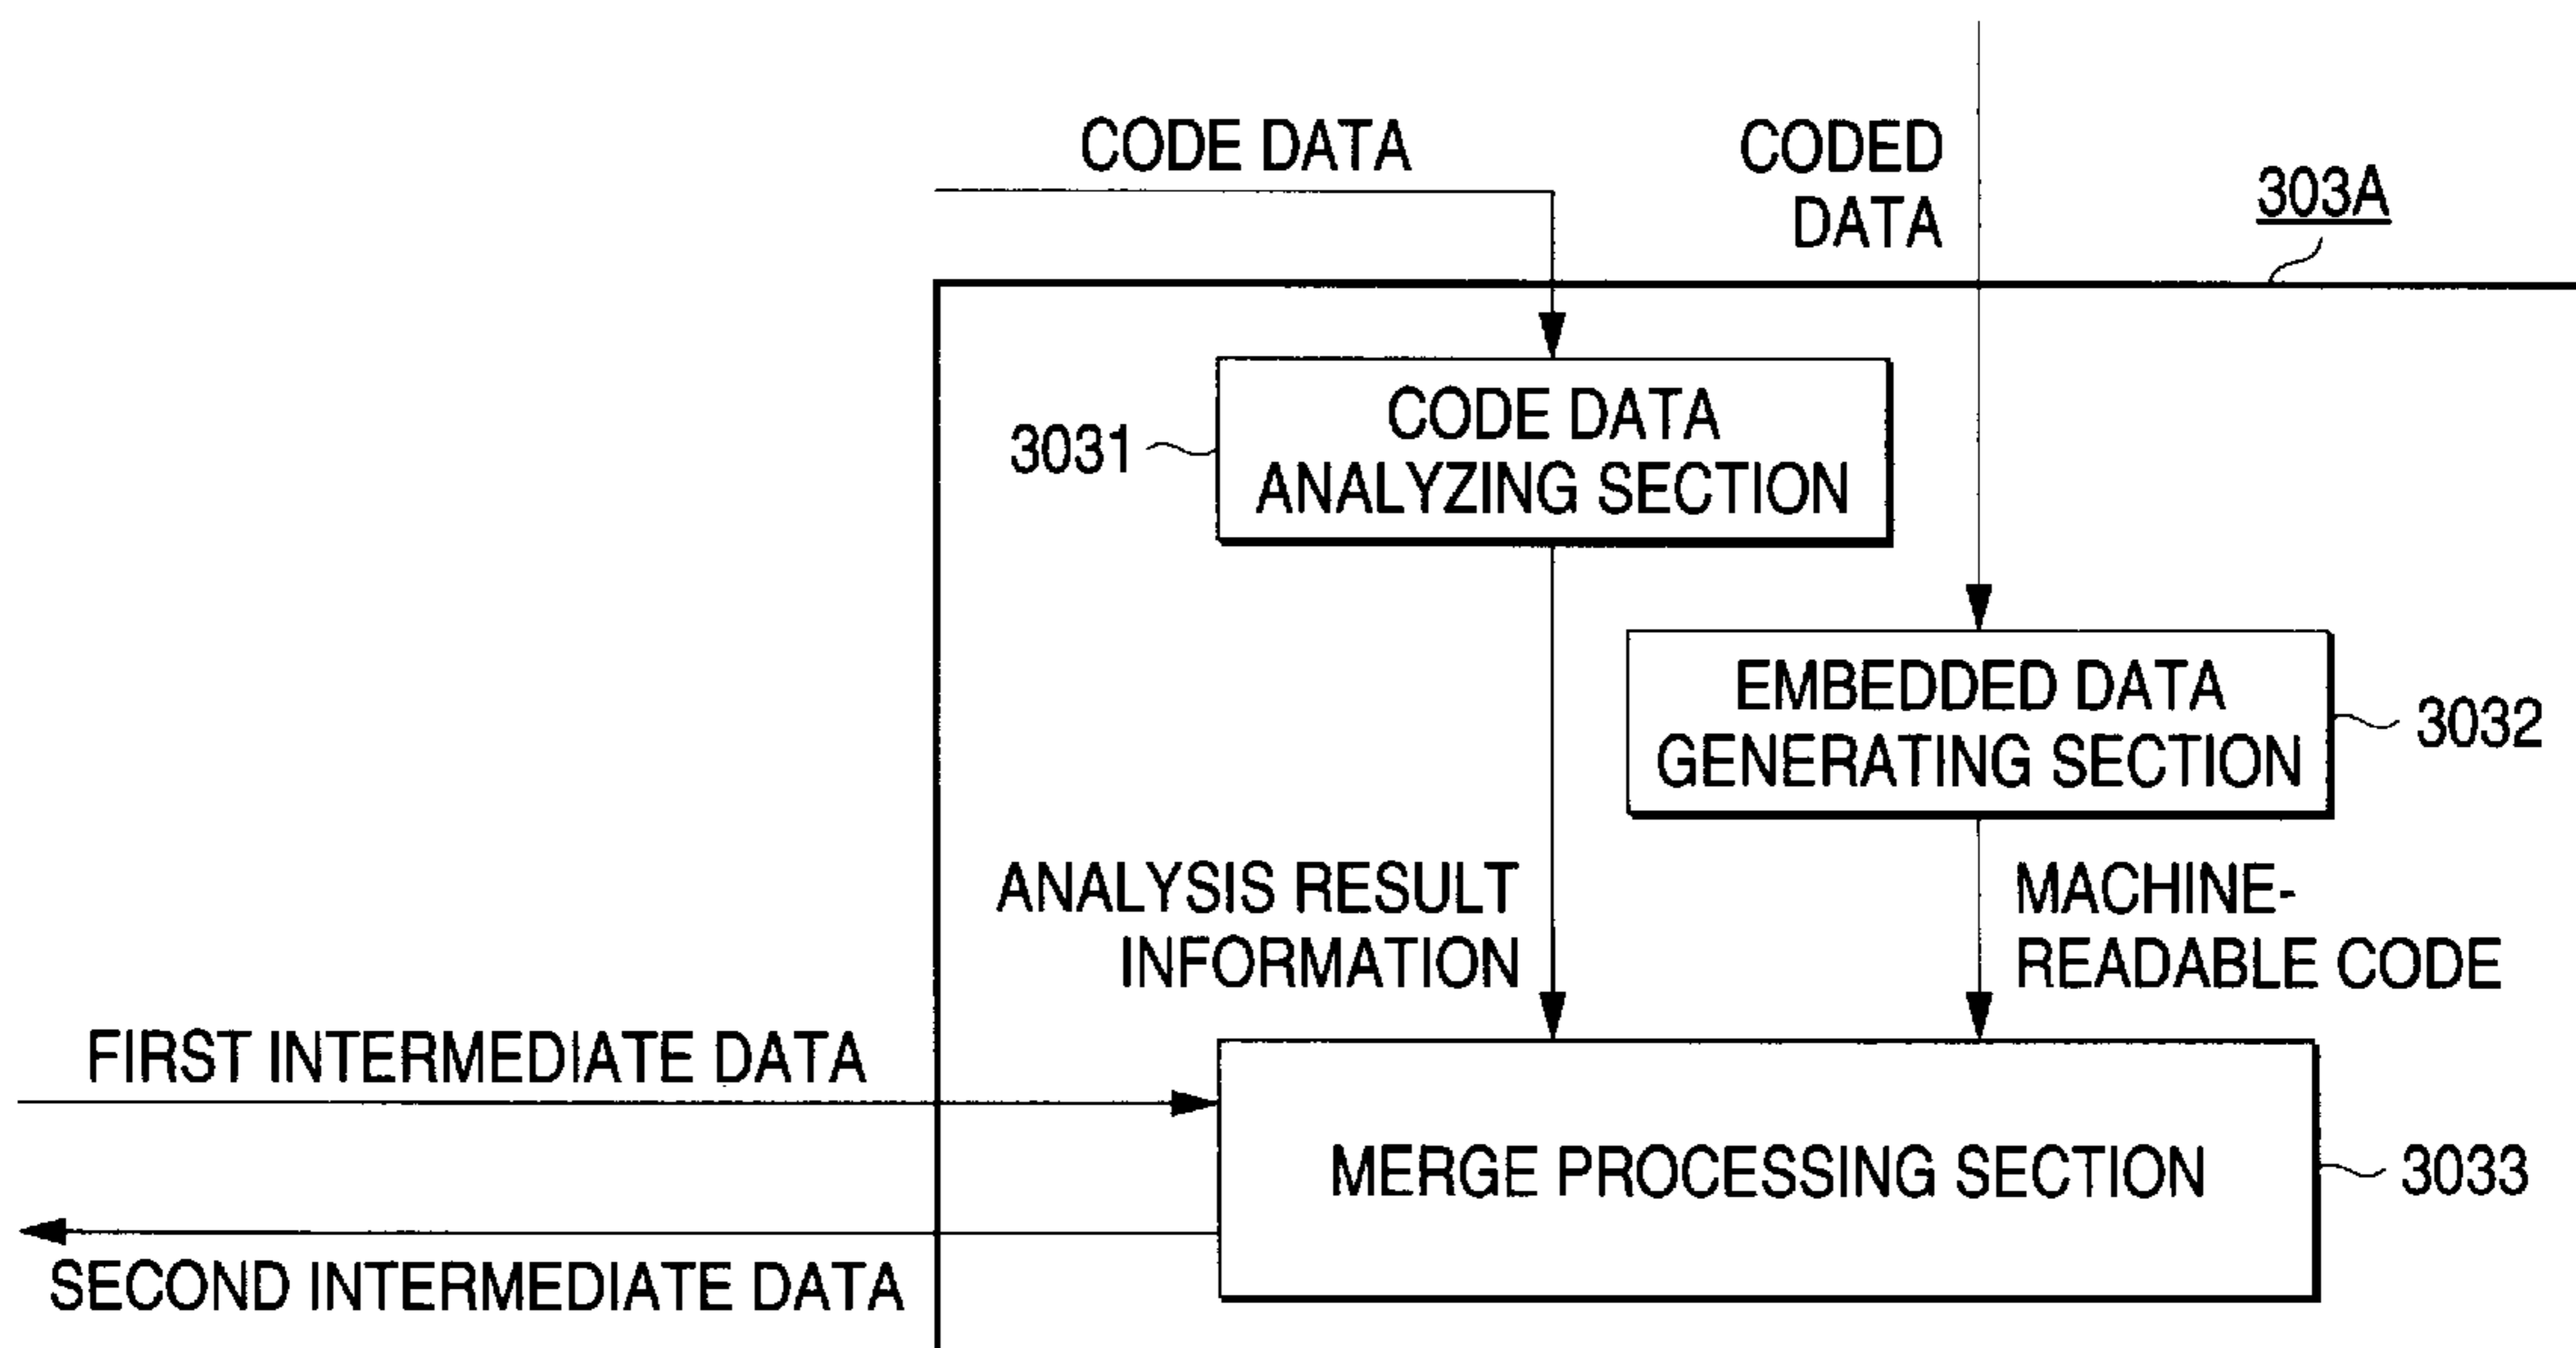 CODE DATA
CODED
DATA
303A
CODE DATA
ANALYZING SECTION
3031
EMBEDDED DATA
GENERATING SECTION
3032
ANALYSIS RESULT
INFORMATION
MACHINE-
READABLE CODE
FIRST INTERMEDIATE DATA
MERGE PROCESSING SECTION
3033
SECOND INTERMEDIATE DATA